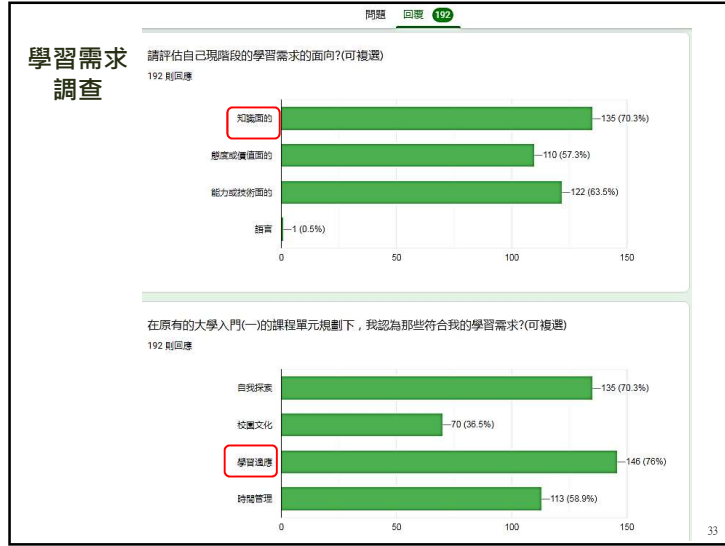 問題 回覆 192
學習需求
調查
請評估自己現階段的學習需求的面向?(可複選)
192 則回應
知識面的 135 (70.3%)
態度或價值面的 110 (57.3%)
能力或技術面的 122 (63.5%)
語言 1 (0.5%)
0 50 100 150
在原有的大學入門(一)的課程單元規劃下，我認為那些符合我的學習需求?(可複選)
192 則回應
自我探索 135 (70.3%)
校園文化 70 (36.5%)
學習適應 146 (76%)
時間管理 113 (58.9%)
0 50 100 150
33